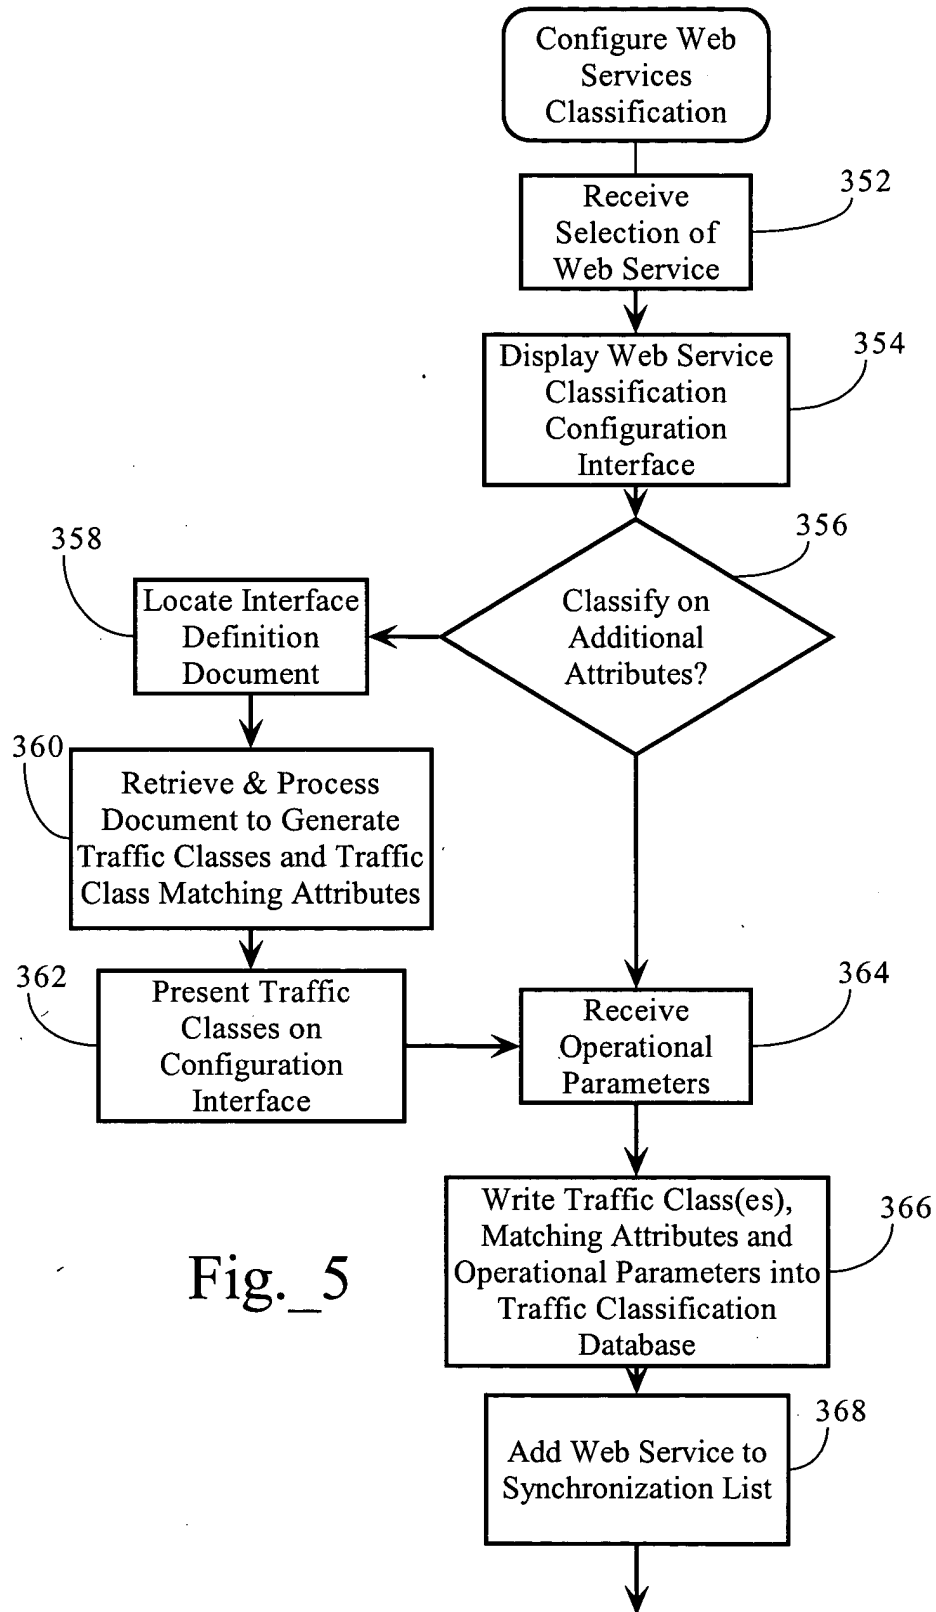 Configure Web
Services
Classification
352
Receive
Selection of
Web Service
354
Display Web Service
Classification
Configuration
Interface
356
Classify on
Additional
Attributes?
358
Locate Interface
Definition
Document
360
Retrieve & Process
Document to Generate
Traffic Classes and Traffic
Class Matching Attributes
362
Present Traffic
Classes on
Configuration
Interface
364
Receive
Operational
Parameters
366
Write Traffic Class(es),
Matching Attributes and
Operational Parameters into
Traffic Classification
Database
368
Add Web Service to
Synchronization List
Fig._5